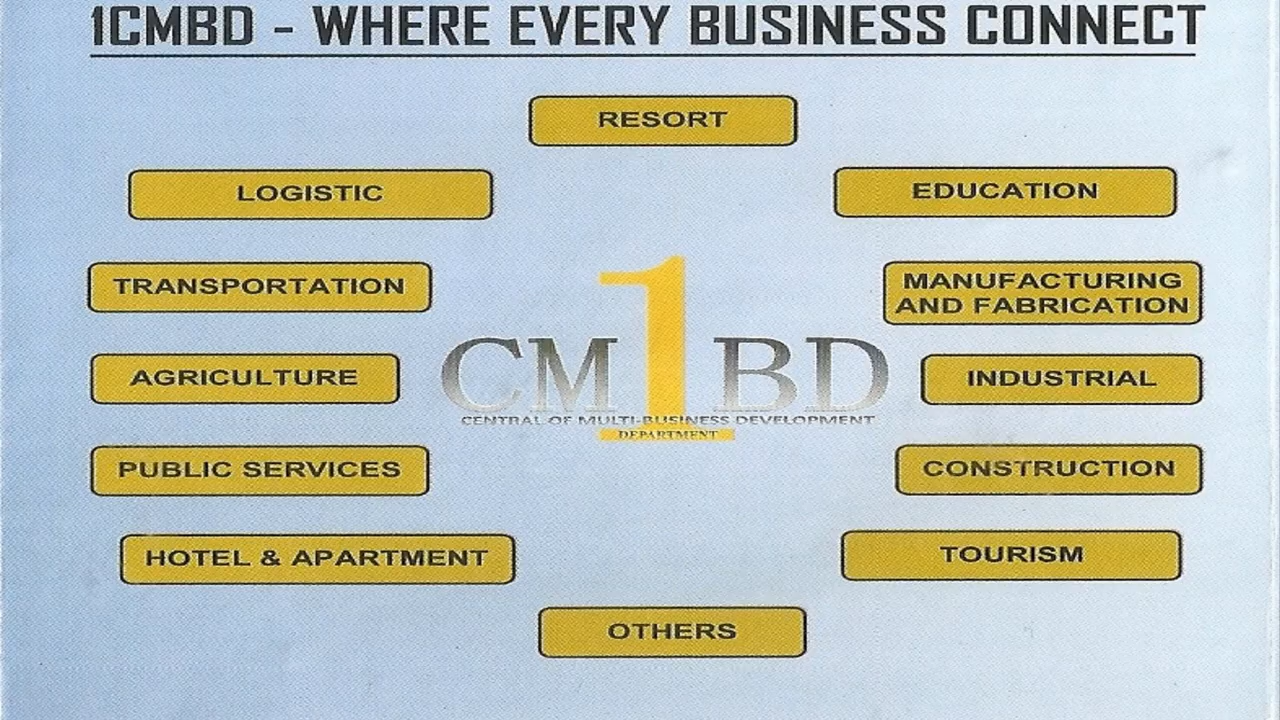 1CMBD - WHERE EVERY BUSINESS CONNECT
RESORT
LOGISTIC
EDUCATION
TRANSPORTATION
MANUFACTURING
AND FABRICATION
CM1BD
CENTRAL OF MULTI-BUSINESS DEVELOPMENT
DEPARTMENT
AGRICULTURE
INDUSTRIAL
PUBLIC SERVICES
CONSTRUCTION
HOTEL & APARTMENT
TOURISM
OTHERS